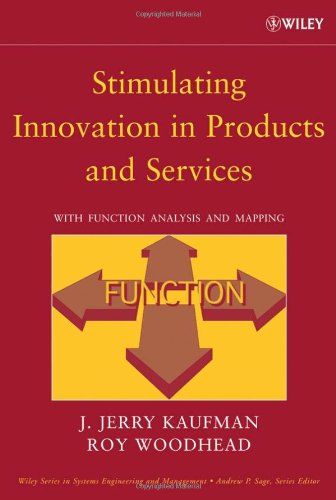 WILEY
Stimulating
Innovation in Products
and Services
WITH FUNCTION ANALYSIS AND MAPPING
FUNCTION
J. JERRY KAUFMAN
ROY WOODHEAD
Wiley Series in Systems Engineering and Management • Andrew P. Sage, Series Editor